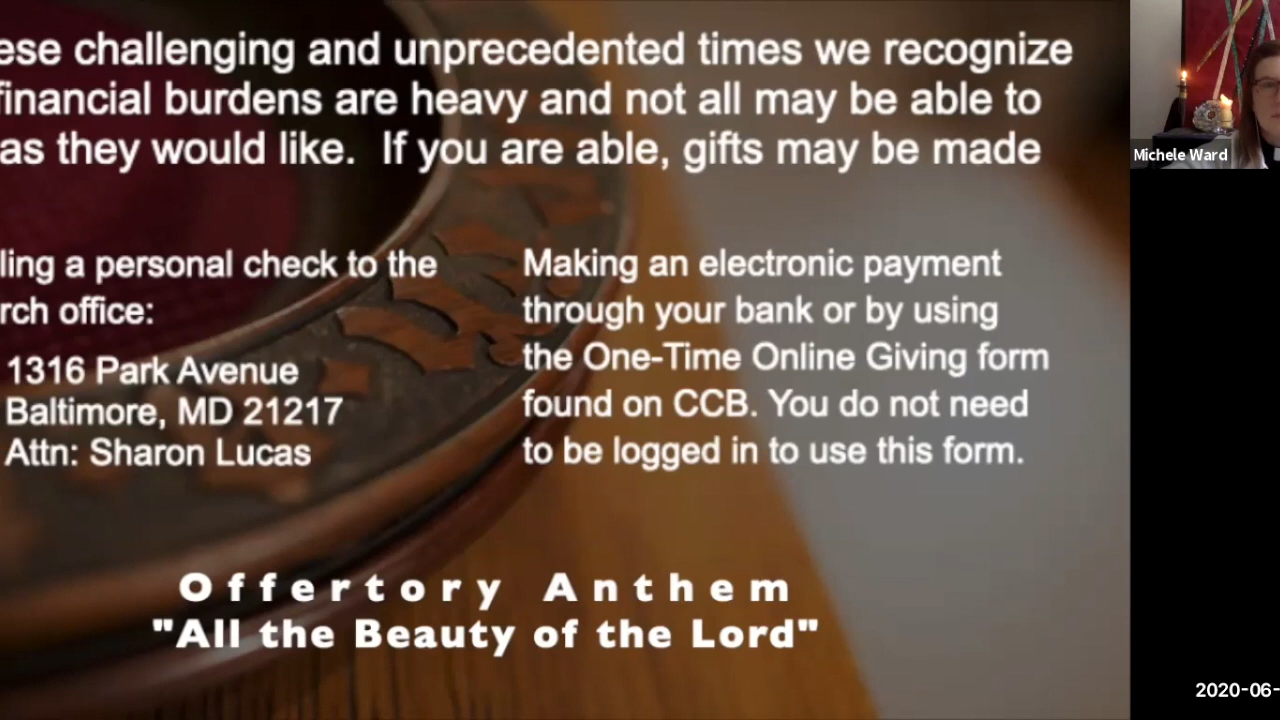 ese challenging and unprecedented times we recognize
financial burdens are heavy and not all may be able to
as they would like.  If you are able, gifts may be made
ling a personal check to the
rch office:
1316 Park Avenue
Baltimore, MD 21217
Attn: Sharon Lucas
Making an electronic payment
through your bank or by using
the One-Time Online Giving form
found on CCB. You do not need
to be logged in to use this form.
Offertory Anthem
"All the Beauty of the Lord"
Michele Ward
2020-06-